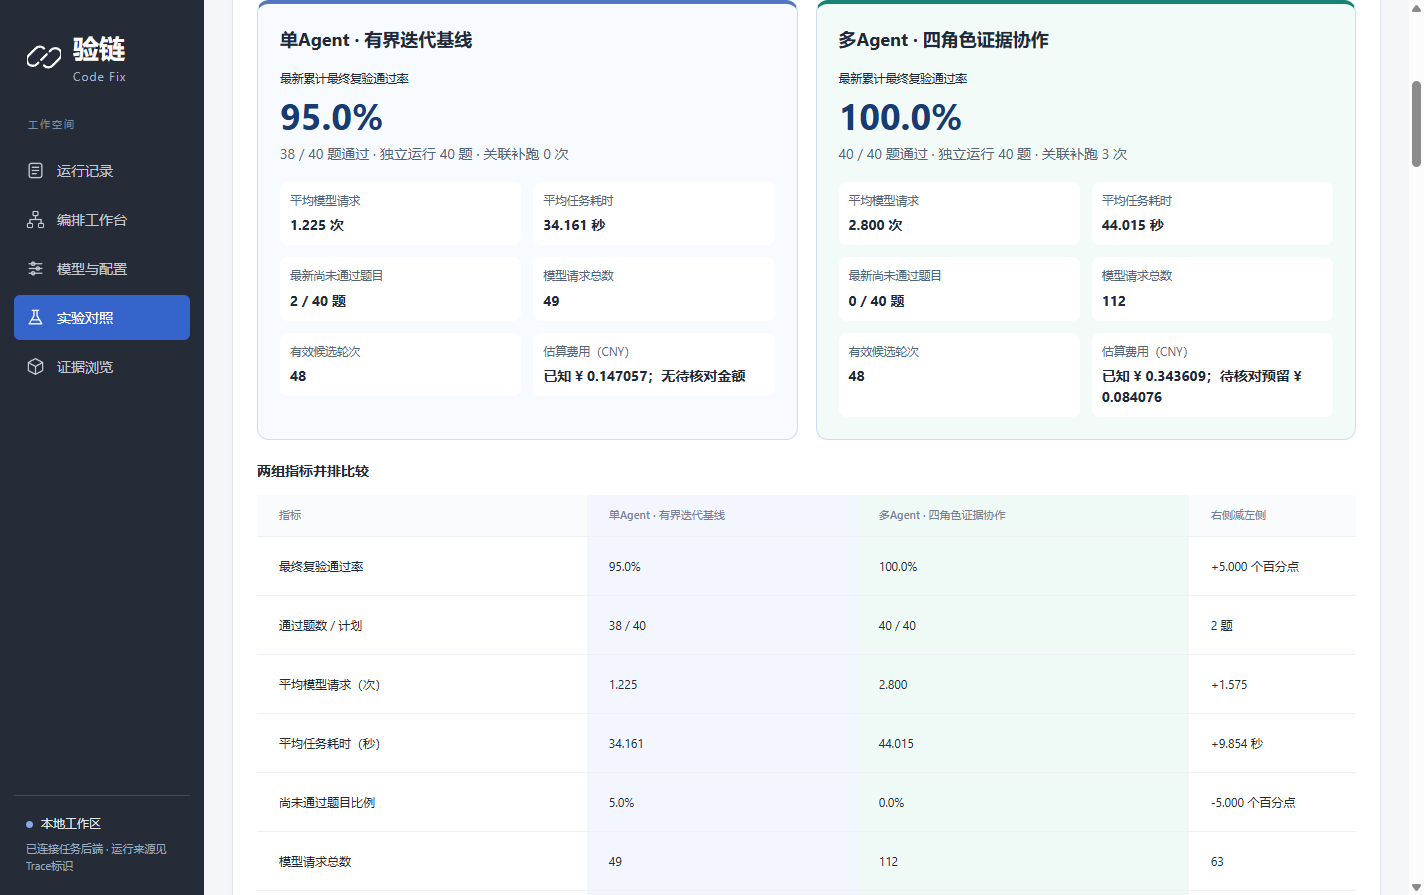 验链
Code Fix
工作空间
运行记录
编排工作台
模型与配置
实验对照
证据浏览
本地工作区
已连接任务后端 · 运行来源见
Trace标识
单Agent · 有界迭代基线
最新累计最终复验通过率
95.0%
38 / 40 题通过 · 独立运行 40 题 · 关联补跑 0 次
平均模型请求
1.225 次
平均任务耗时
34.161 秒
最新尚未通过题目
2 / 40 题
模型请求总数
49
有效候选轮次
48
估算费用（CNY）
已知 ¥ 0.147057；无待核对金额
多Agent · 四角色证据协作
最新累计最终复验通过率
100.0%
40 / 40 题通过 · 独立运行 40 题 · 关联补跑 3 次
平均模型请求
2.800 次
平均任务耗时
44.015 秒
最新尚未通过题目
0 / 40 题
模型请求总数
112
有效候选轮次
48
估算费用（CNY）
已知 ¥ 0.343609；待核对预留 ¥
0.084076
两组指标并排比较
指标 单Agent · 有界迭代基线 多Agent · 四角色证据协作 右侧减左侧
最终复验通过率 95.0% 100.0% +5.000 个百分点
通过题数 / 计划 38 / 40 40 / 40 2 题
平均模型请求（次） 1.225 2.800 +1.575
平均任务耗时（秒） 34.161 44.015 +9.854 秒
尚未通过题目比例 5.0% 0.0% -5.000 个百分点
模型请求总数 49 112 63